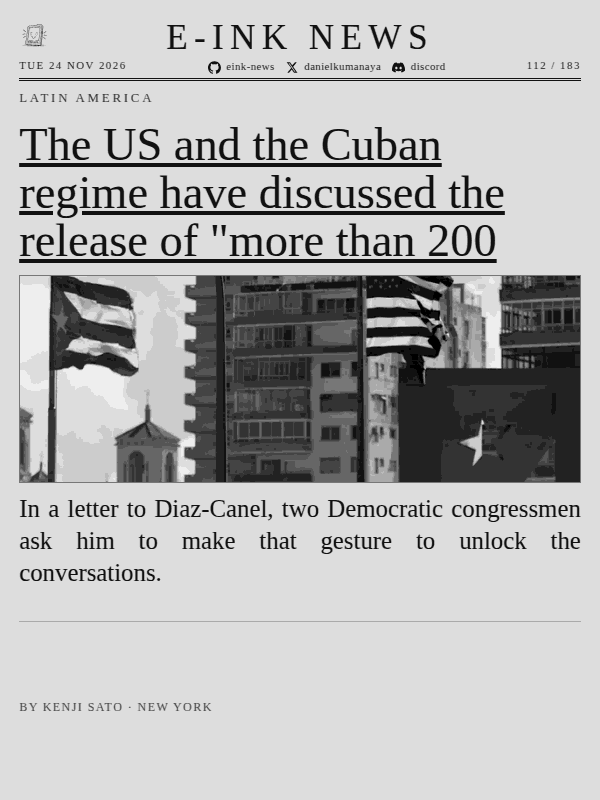 E-INK NEWS
TUE 24 NOV 2026
eink-news
danielkumanaya
discord
112 / 183
LATIN AMERICA
The US and the Cuban
regime have discussed the
release of "more than 200
In a letter to Diaz-Canel, two Democratic congressmen
ask him to make that gesture to unlock the
conversations.
BY KENJI SATO · NEW YORK